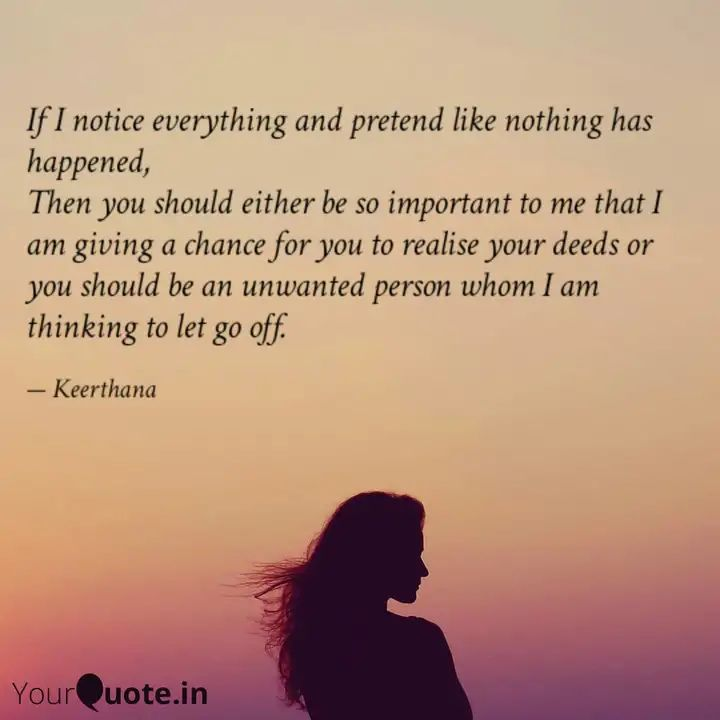 If I notice everything and pretend like nothing has
happened,
Then you should either be so important to me that I
am giving a chance for you to realise your deeds or
you should be an unwanted person whom I am
thinking to let go off.
— Keerthana
YourQuote.in